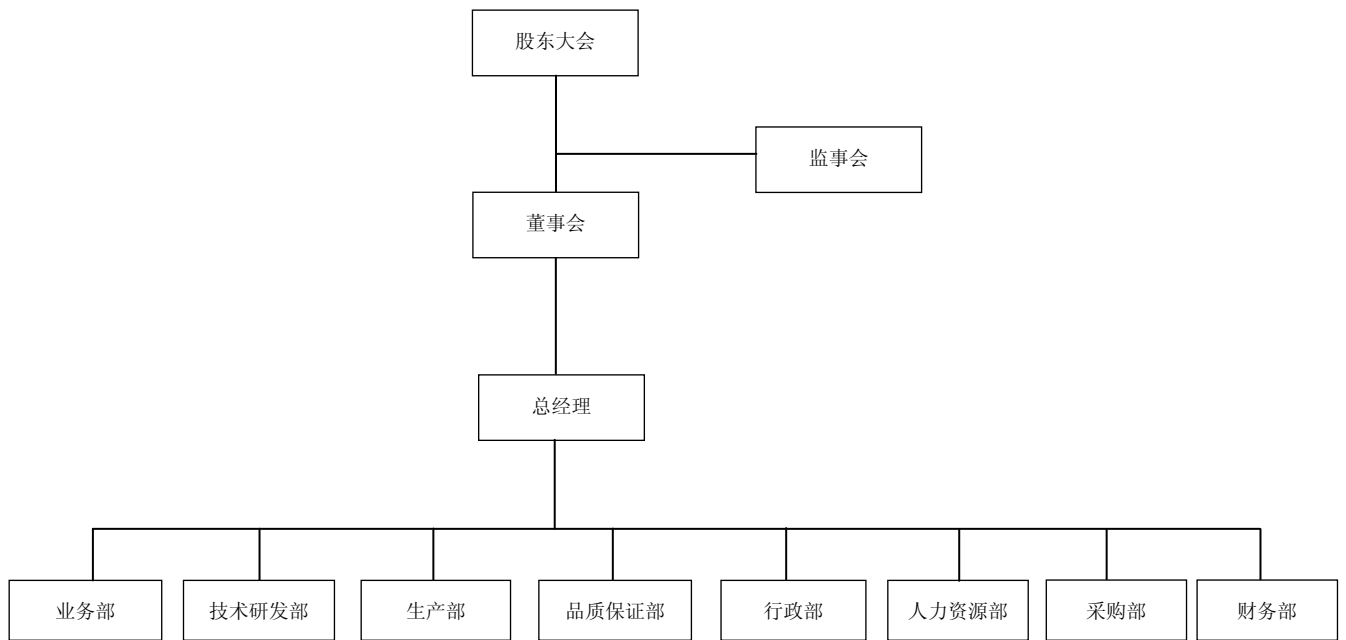 股东大会
监事会
董事会
总经理
业务部
技术研发部
生产部
品质保证部
行政部
人力资源部
采购部
财务部